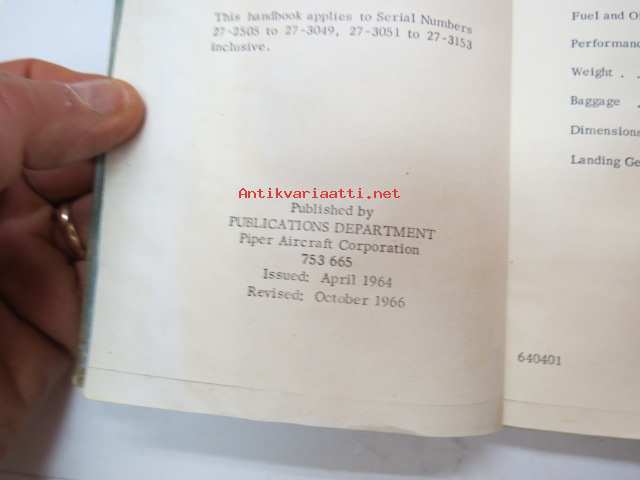 This handbook applies to Serial Numbers
27-2505 to 27-3049, 27-3051 to 27-3153
inclusive.
Antikvariaatti.net
Published by
PUBLICATIONS DEPARTMENT
Piper Aircraft Corporation
753 665
Issued: April 1964
Revised: October 1966
Fuel and O
Performanc
Weight . .
Baggage .
Dimensions
Landing Ge
640401